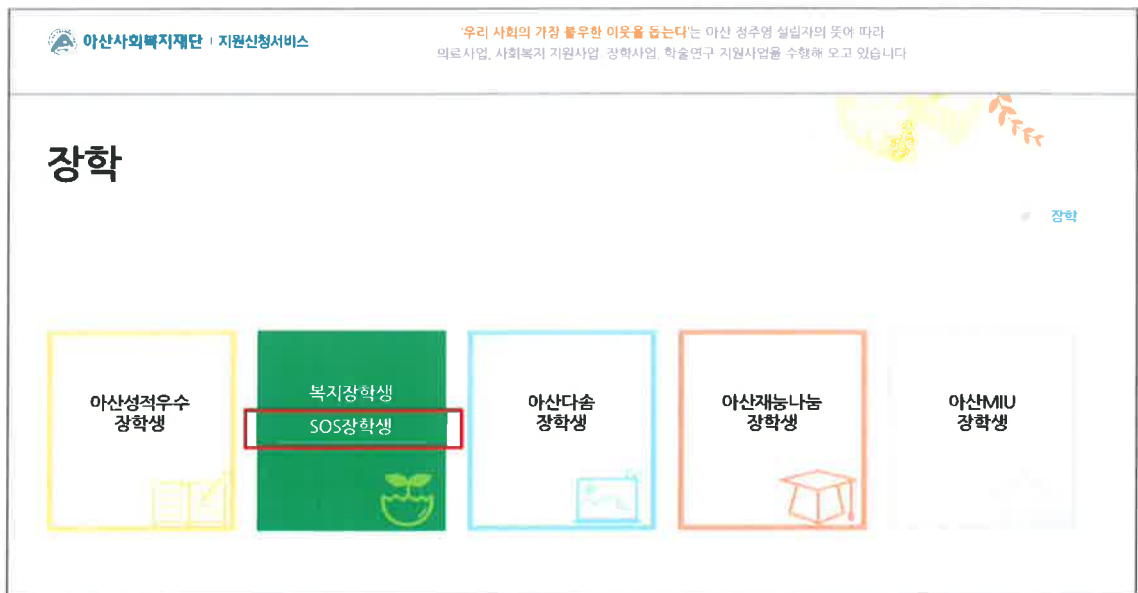 아산사회복지재단 | 지원신청서비스
'우리 사회의 가장 불우한 이웃을 돕는다'는 아산 정주영 설립자의 뜻에 따라
의료사업, 사회복지 지원사업, 장학사업, 학술연구 지원사업을 수행해 오고 있습니다
장학
장학
아산성적우수
장학생
복지장학생
SOS장학생
아산다솜
장학생
아산재능나눔
장학생
아산MIU
장학생